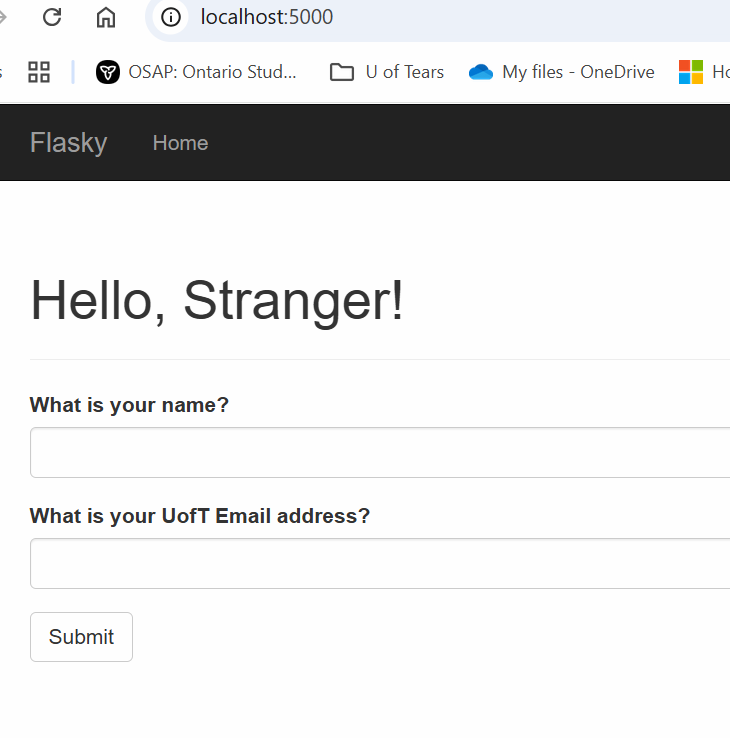 localhost:5000
OSAP: Ontario Stud... U of Tears My files - OneDrive
Flasky Home
Hello, Stranger!
What is your name?
What is your UofT Email address?
Submit